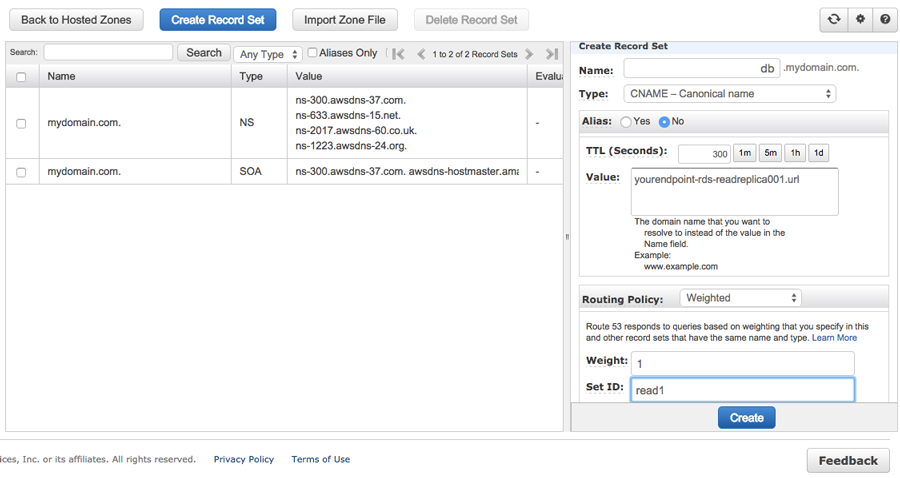 Back to Hosted Zones Create Record Set Import Zone File Delete Record Set
Search: Search Any Type Aliases Only 1 to 2 of 2 Record Sets
Name Type Value Evalua
mydomain.com. NS
ns-300.awsdns-37.com.
ns-633.awsdns-15.net.
ns-2017.awsdns-60.co.uk.
ns-1223.awsdns-24.org.
-
mydomain.com. SOA ns-300.awsdns-37.com. awsdns-hostmaster.ama -
Create Record Set
Name: db .mydomain.com.
Type: CNAME – Canonical name
Alias: Yes No
TTL (Seconds): 300 1m 5m 1h 1d
Value: yourendpoint-rds-readreplica001.url
The domain name that you want to
resolve to instead of the value in the
Name field.
Example:
www.example.com
Routing Policy: Weighted
Route 53 responds to queries based on weighting that you specify in this
and other record sets that have the same name and type. Learn More
Weight: 1
Set ID: read1
Create
ices, Inc. or its affiliates. All rights reserved. Privacy Policy Terms of Use
Feedback